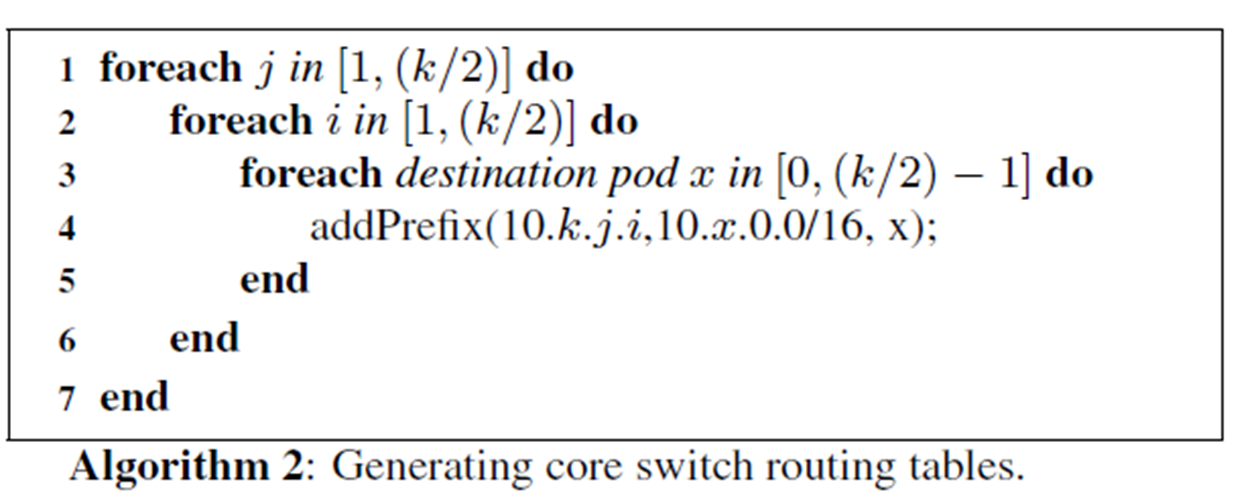 1 foreach j in [1, (k/2)] do
2 foreach i in [1, (k/2)] do
3 foreach destination pod x in [0, (k/2) − 1] do
4 addPrefix(10.k.j.i,10.x.0.0/16, x);
5 end
6 end
7 end
Algorithm 2: Generating core switch routing tables.